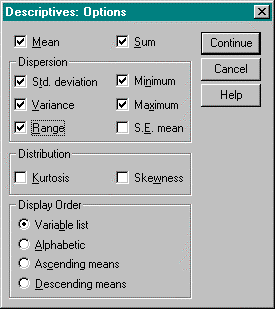 Descriptives: Options
Mean Sum Continue
Dispersion Cancel
Std. deviation Minimum
Variance Maximum Help
Range S.E. mean
Distribution
Kurtosis Skewness
Display Order
Variable list
Alphabetic
Ascending means
Descending means